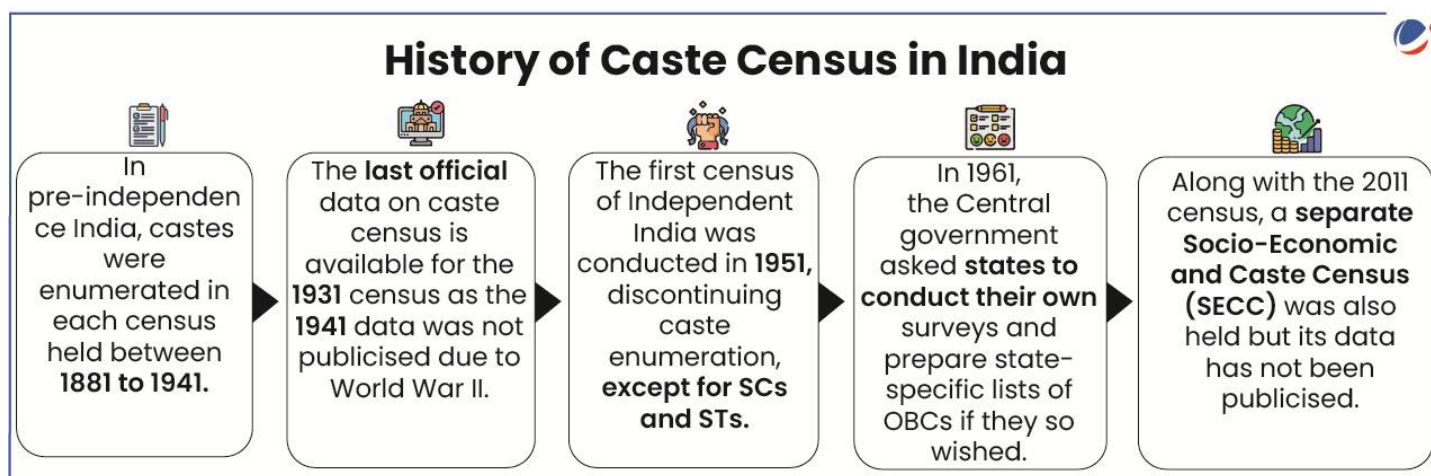 History of Caste Census in India
In
pre-independen
ce India, castes
were
enumerated in
each census
held between
1881 to 1941.
The last official
data on caste
census is
available for the
1931 census as the
1941 data was not
publicised due to
World War II.
The first census
of Independent
India was
conducted in 1951,
discontinuing
caste
enumeration,
except for SCs
and STs.
In 1961,
the Central
government
asked states to
conduct their own
surveys and
prepare state-
specific lists of
OBCs if they so
wished.
Along with the 2011
census, a separate
Socio-Economic
and Caste Census
(SECC) was also
held but its data
has not been
publicised.